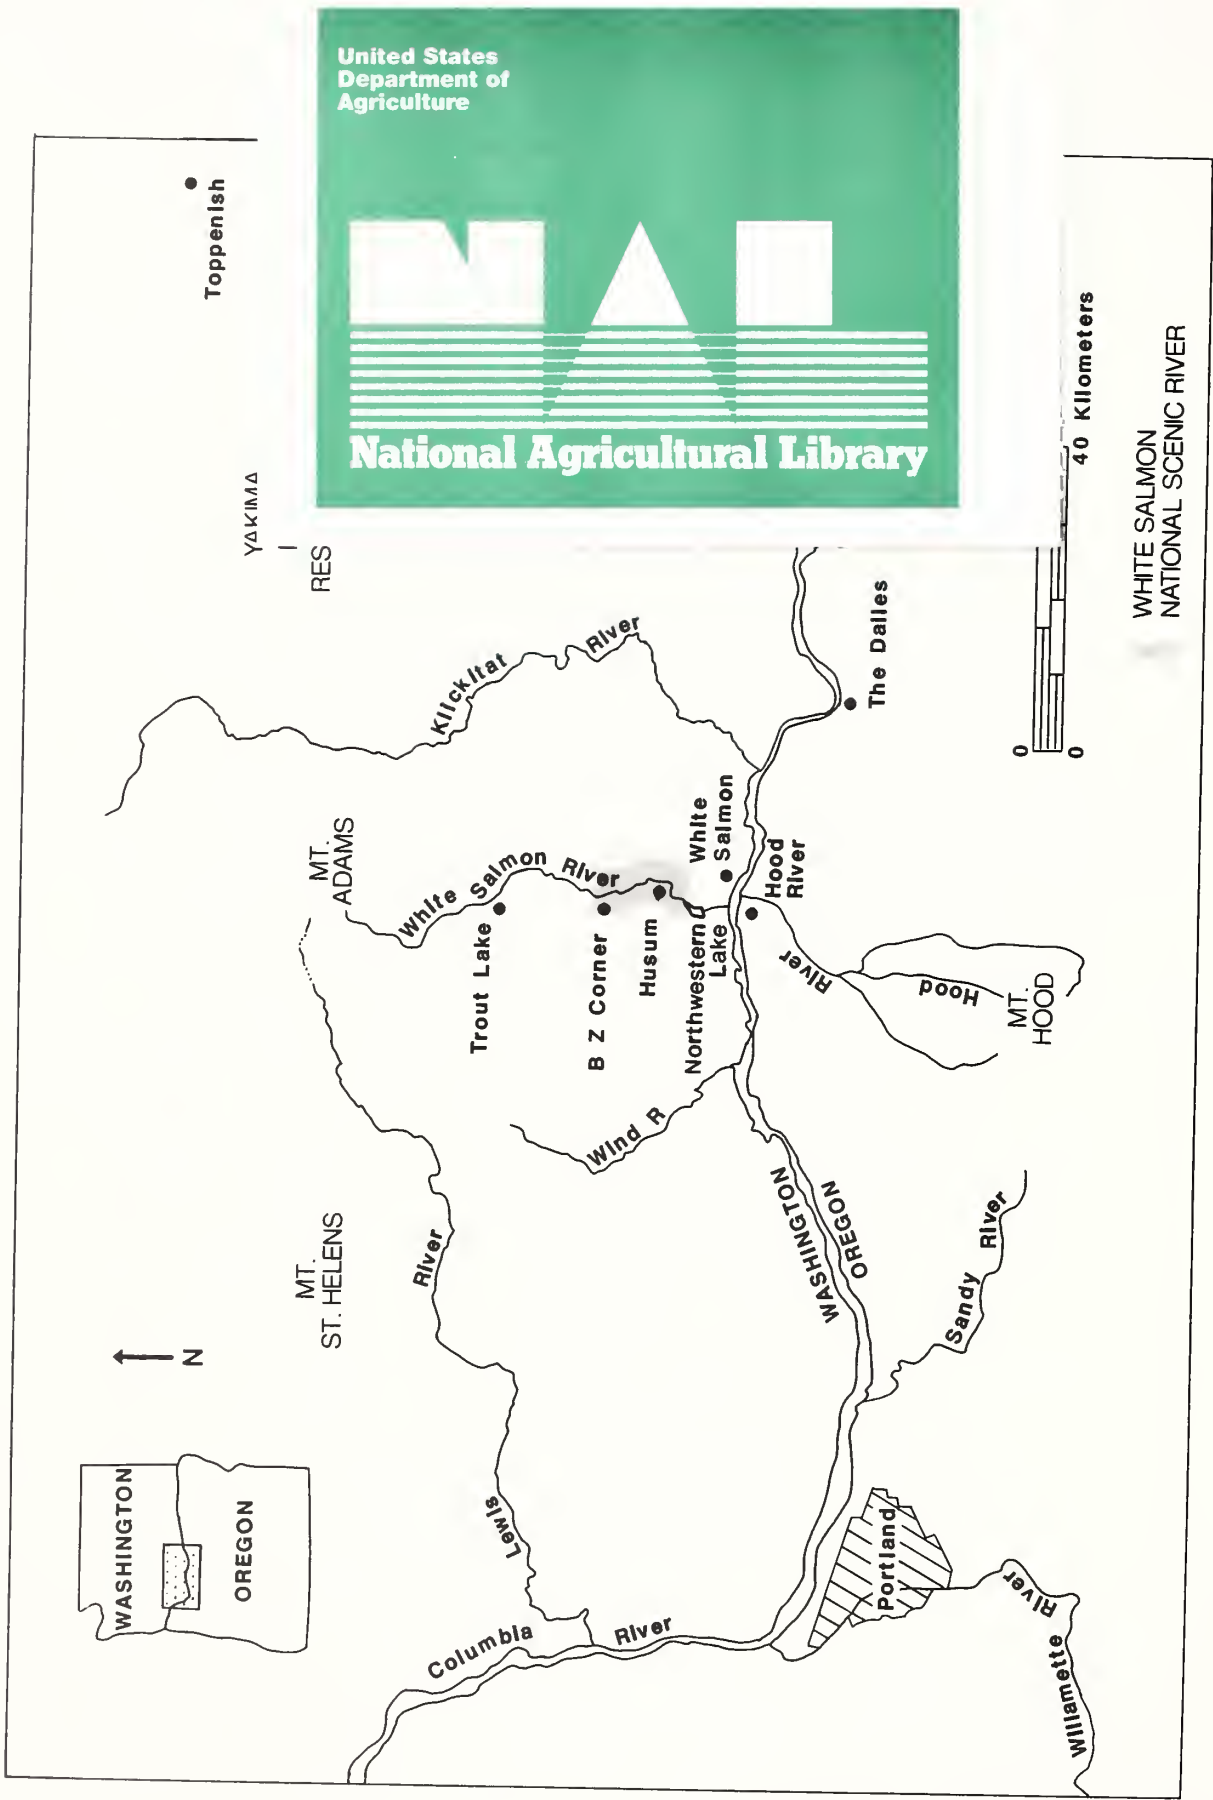 United States
Department of
Agriculture
National Agricultural Library
Toppenish
YAKIMA
I
RES
40 Kilometers
0
0
WHITE SALMON
NATIONAL SCENIC RIVER
Klickitat River
The Dalles
MT.
ADAMS
White Salmon River
White
Salmon
Hood
River
Trout Lake
B Z Corner
Husum
Northwestern
Lake
Hood River
MT.
HOOD
Wind R
WASHINGTON
OREGON
Sandy River
MT.
ST. HELENS
Lewis River
N
WASHINGTON
OREGON
Columbia River
Portland
Willamette River